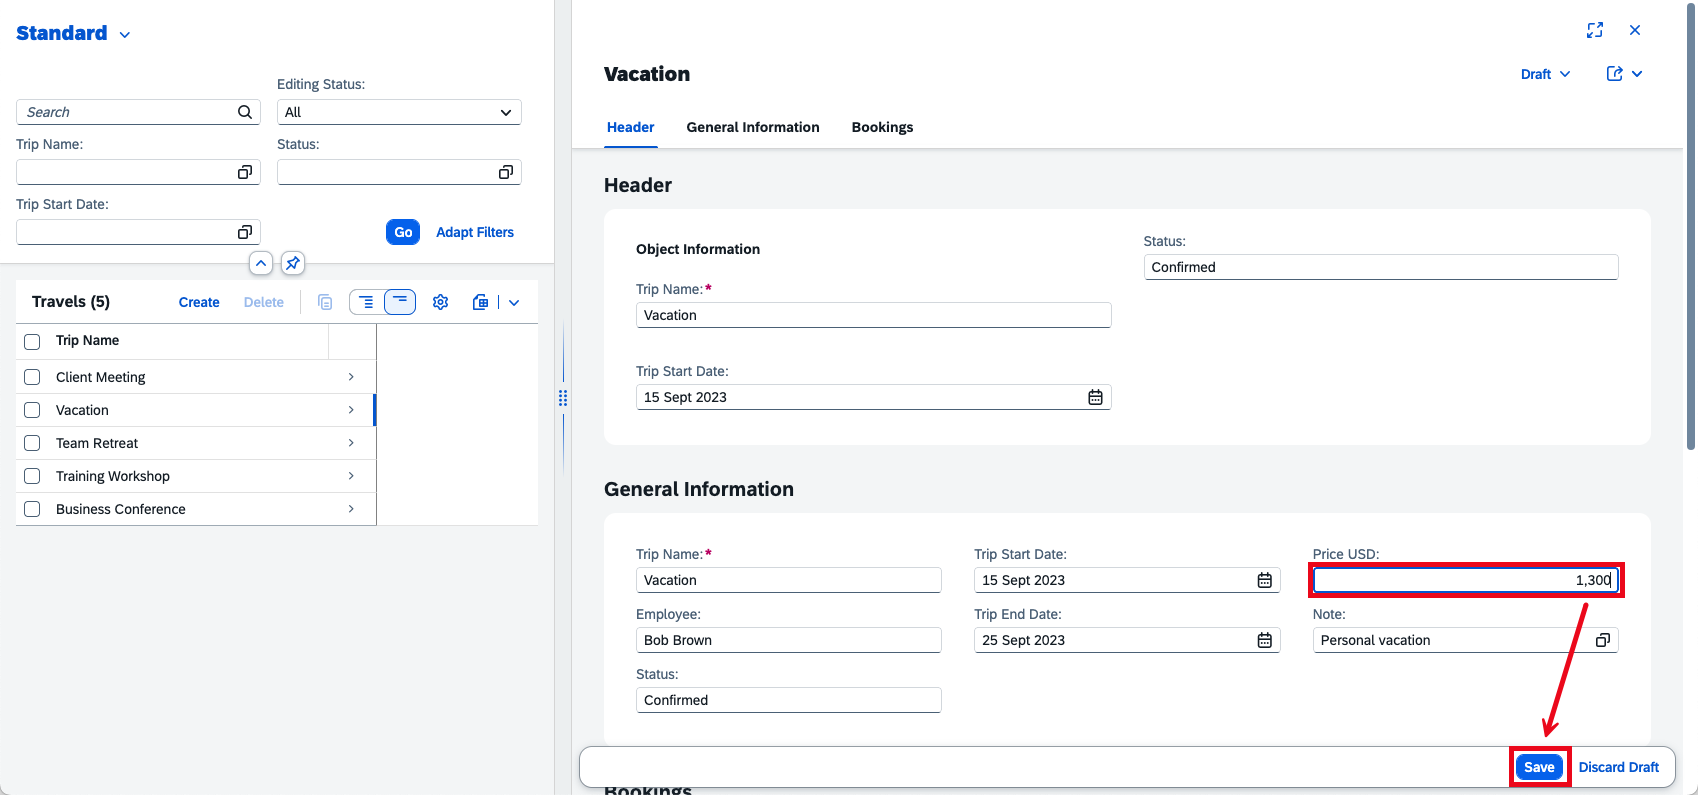 Standard
Editing Status:
Search
All
Trip Name:
Status:
Trip Start Date:
Go
Adapt Filters
Travels (5)
Create
Delete
Trip Name
Client Meeting
Vacation
Team Retreat
Training Workshop
Business Conference
Vacation
Draft
Header
General Information
Bookings
Header
Object Information
Status:
Confirmed
Trip Name:*
Vacation
Trip Start Date:
15 Sept 2023
General Information
Trip Name:*
Trip Start Date:
Price USD:
Vacation
15 Sept 2023
1,300
Employee:
Trip End Date:
Note:
Bob Brown
25 Sept 2023
Personal vacation
Status:
Confirmed
Save
Discard Draft
Bookings